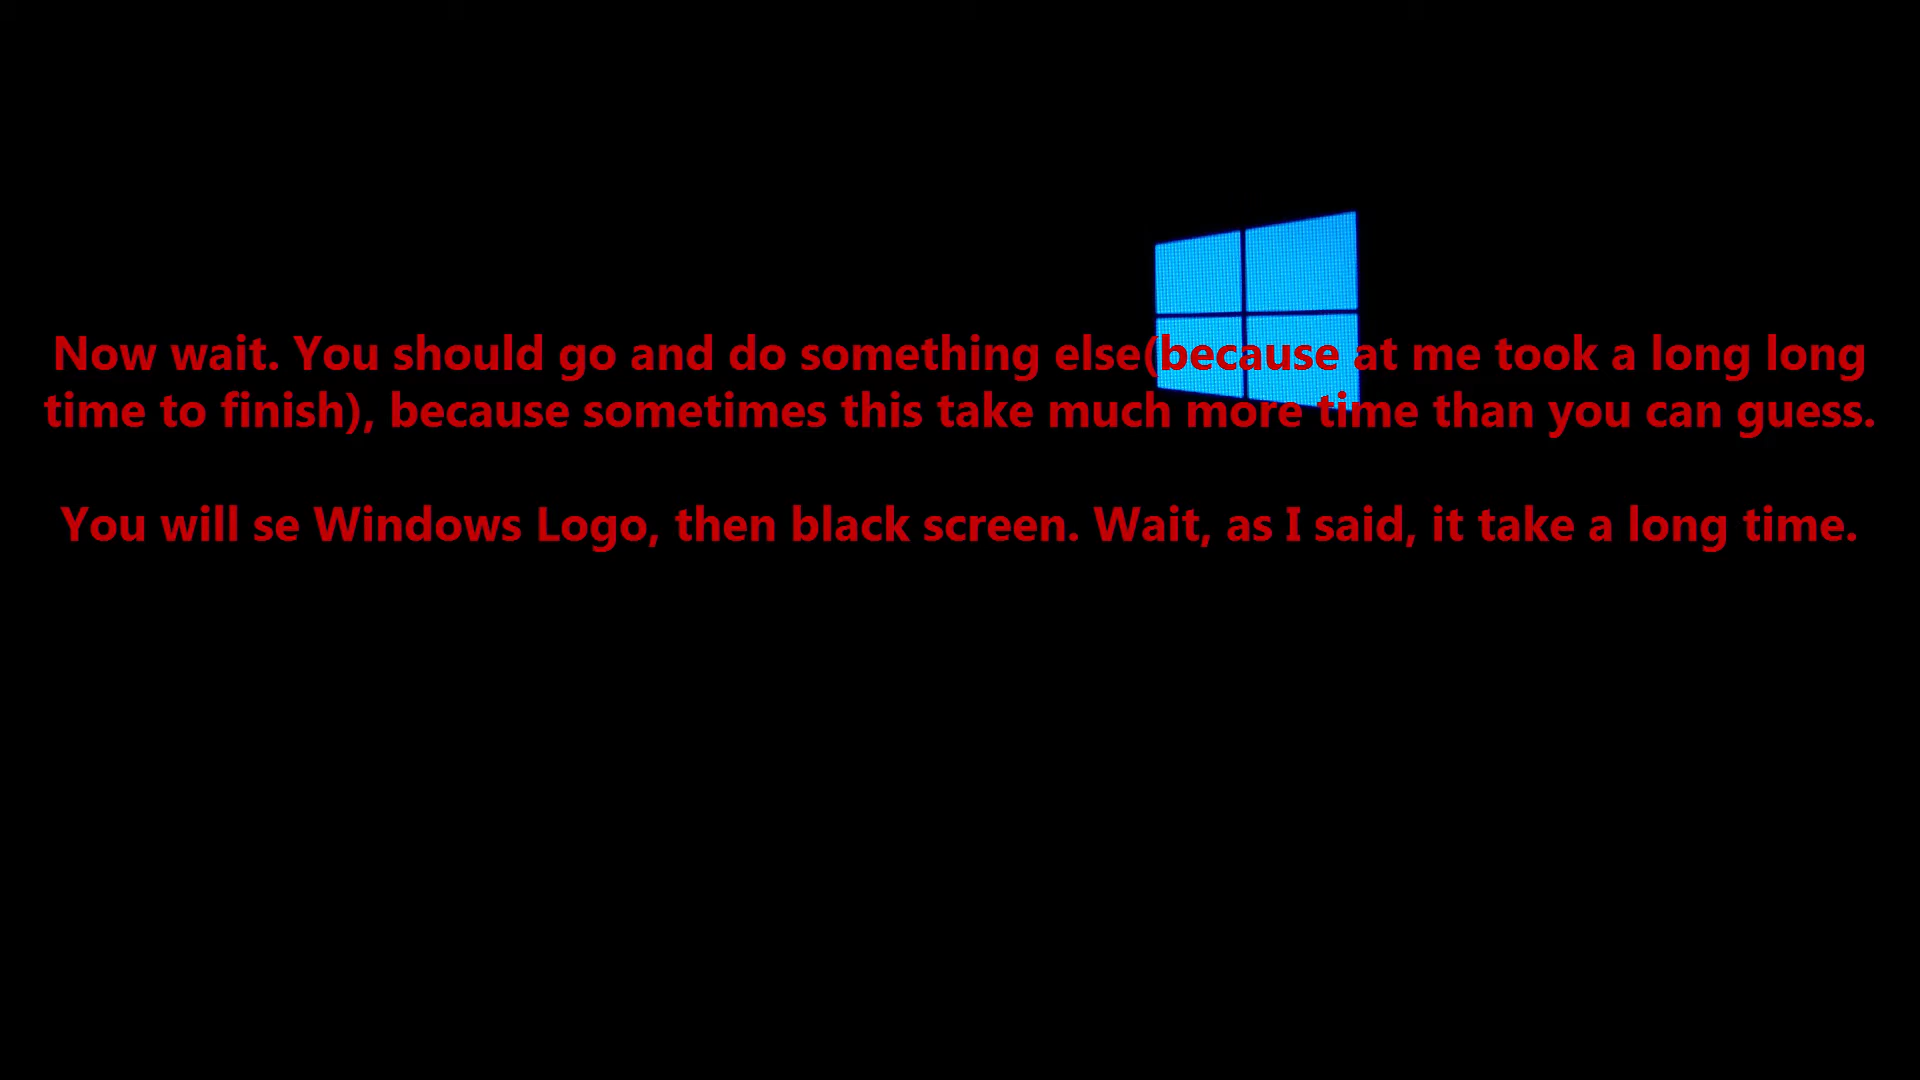 Now wait. You should go and do something else(because at me took a long long
time to finish), because sometimes this take much more time than you can guess.
You will se Windows Logo, then black screen. Wait, as I said, it take a long time.